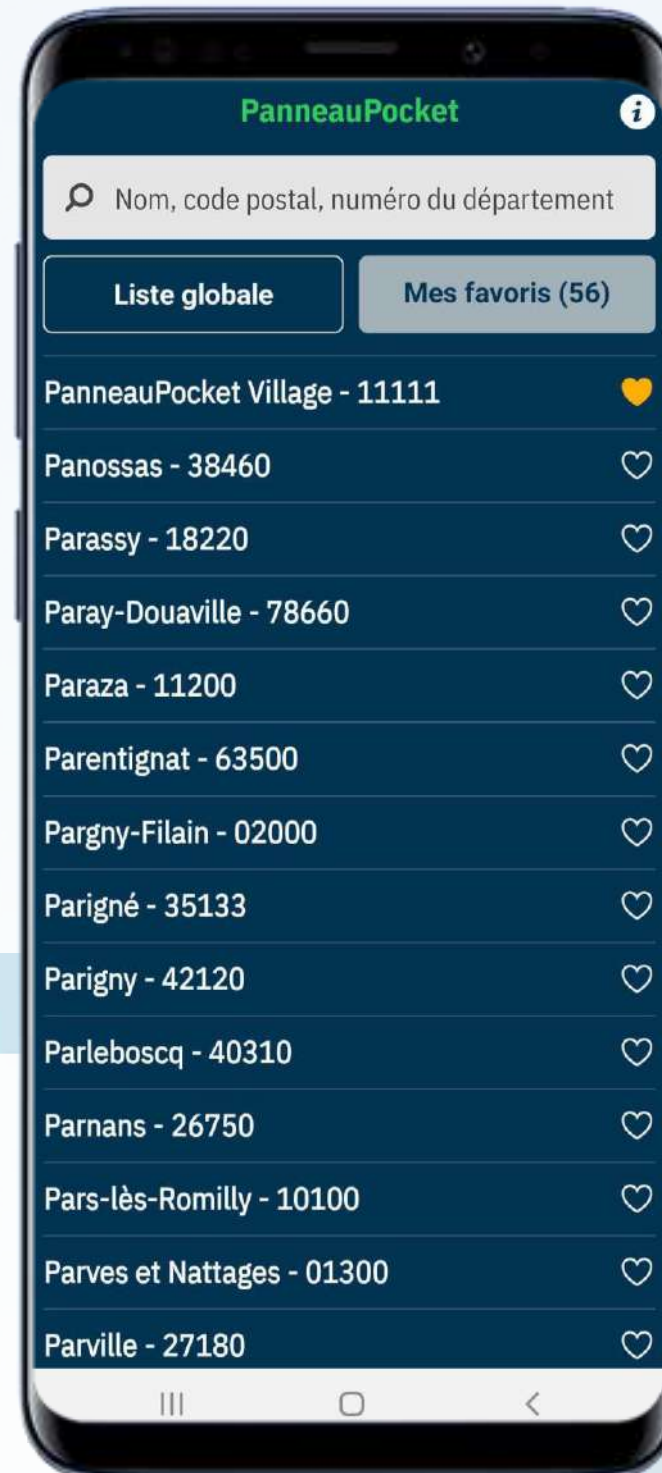 PanneauPocket
Nom, code postal, numéro du département
Liste globale
Mes favoris (56)
PanneauPocket Village - 11111
Panossas - 38460
Parassy - 18220
Paray-Douaville - 78660
Paraza - 11200
Parentignat - 63500
Pargny-Filain - 02000
Parigné - 35133
Parigny - 42120
Parleboscq - 40310
Parnans - 26750
Pars-lès-Romilly - 10100
Parves et Nattages - 01300
Parville - 27180